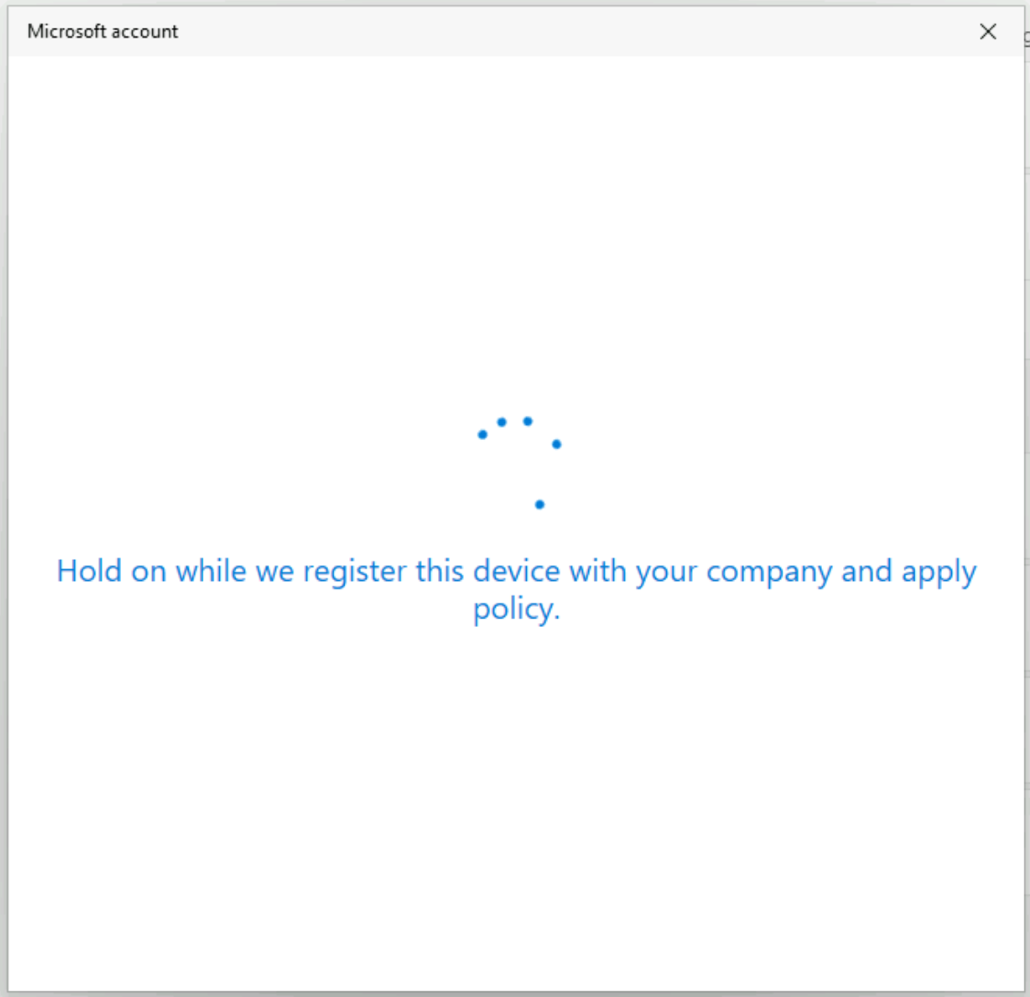 Microsoft account
Hold on while we register this device with your company and apply
policy.